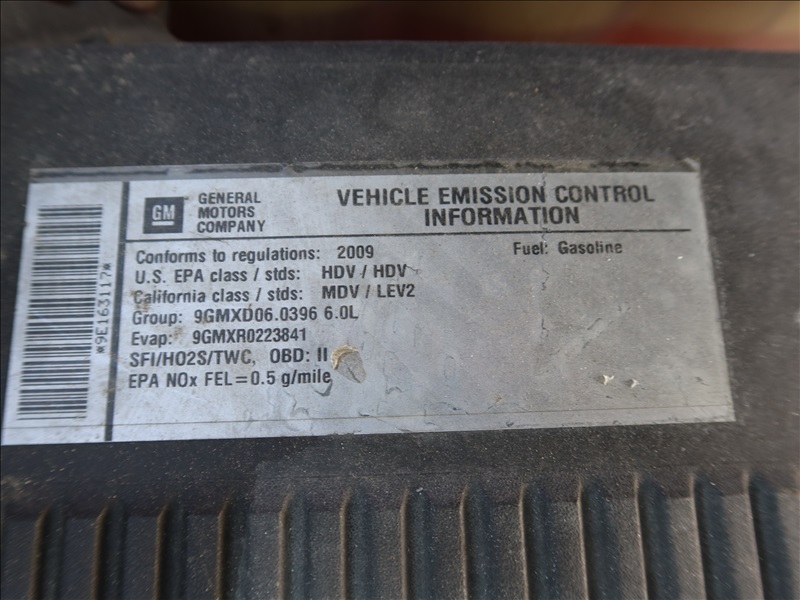 GM
GENERAL
MOTORS
COMPANY
VEHICLE EMISSION CONTROL
INFORMATION
Conforms to regulations: 2009
Fuel: Gasoline
U.S. EPA class / stds: HDV / HDV
California class / stds: MDV / LEV2
Group: 9GMXD06.0396 6.0L
Evap: 9GMXR0223841
SFI/HO2S/TWC, OBD: II
EPA NOx FEL = 0.5 g/mile
*9E163117*